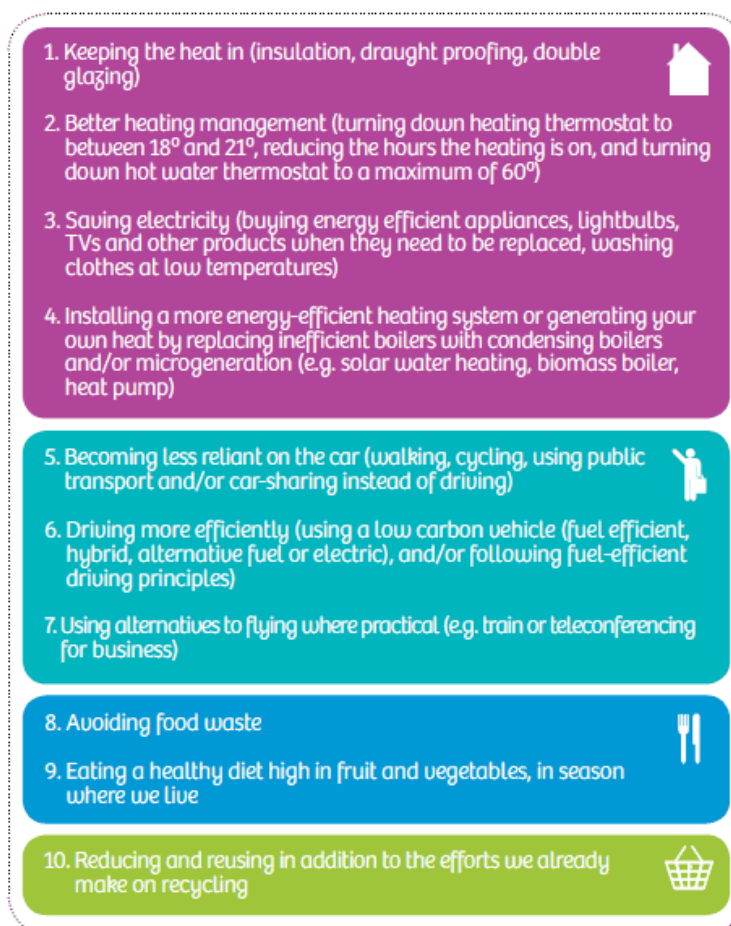 1. Keeping the heat in (insulation, draught proofing, double
glazing)
2. Better heating management (turning down heating thermostat to
between 18º and 21º, reducing the hours the heating is on, and turning
down hot water thermostat to a maximum of 60º)
3. Saving electricity (buying energy efficient appliances, lightbulbs,
TVs and other products when they need to be replaced, washing
clothes at low temperatures)
4. Installing a more energy-efficient heating system or generating your
own heat by replacing inefficient boilers with condensing boilers
and/or microgeneration (e.g. solar water heating, biomass boiler,
heat pump)
5. Becoming less reliant on the car (walking, cycling, using public
transport and/or car-sharing instead of driving)
6. Driving more efficiently (using a low carbon vehicle (fuel efficient,
hybrid, alternative fuel or electric), and/or following fuel-efficient
driving principles)
7. Using alternatives to flying where practical (e.g. train or teleconferencing
for business)
8. Avoiding food waste
9. Eating a healthy diet high in fruit and vegetables, in season
where we live
10. Reducing and reusing in addition to the efforts we already
make on recycling